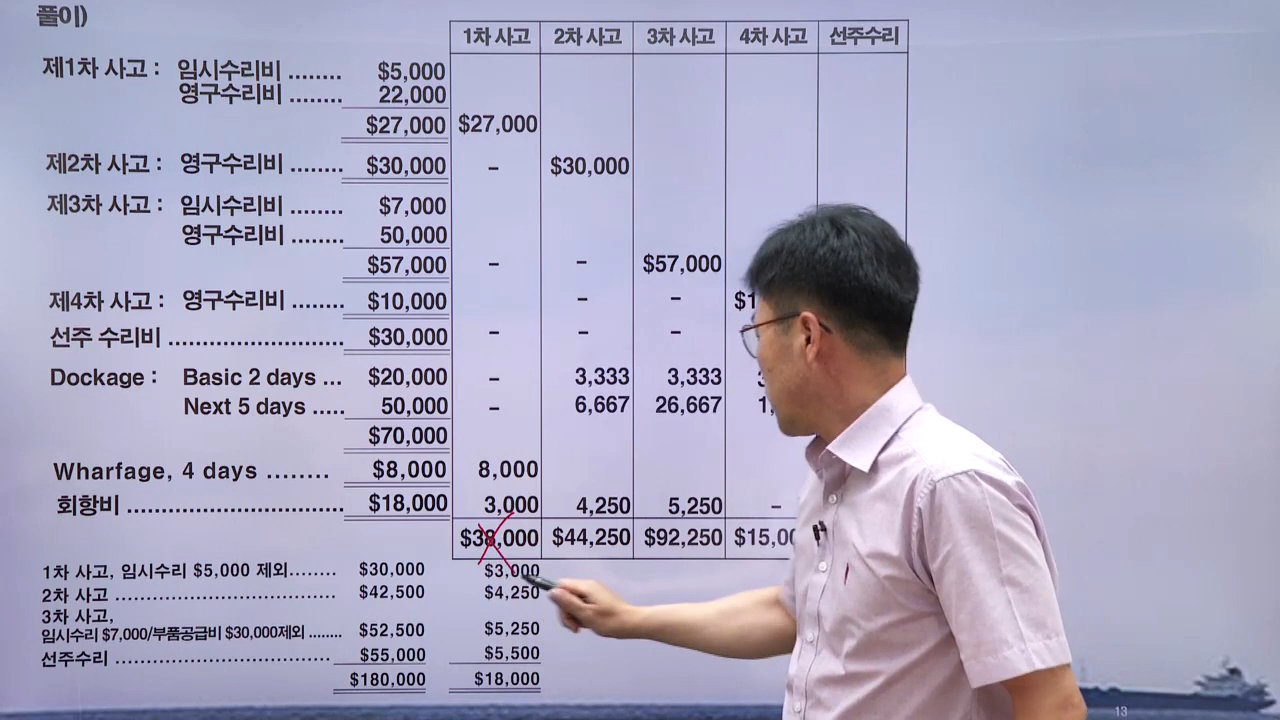 풀이)
1차 사고 2차 사고 3차 사고 4차 사고 선주수리
제1차 사고 : 임시수리비 ........ $5,000
영구수리비 ........ 22,000
$27,000 $27,000
제2차 사고 : 영구수리비 ........ $30,000 – $30,000
제3차 사고 : 임시수리비 ........ $7,000
영구수리비 ........ 50,000
$57,000 – – $57,000
제4차 사고 : 영구수리비 ........ $10,000 – –
선주 수리비 ........................... $30,000 – – –
Dockage : Basic 2 days ... $20,000 – 3,333 3,333
Next 5 days ..... 50,000 – 6,667 26,667
$70,000
Wharfage, 4 days ........ $8,000 8,000
회항비 ................................. $18,000 3,000 4,250 5,250 –
$38,000 $44,250 $92,250
1차 사고, 임시수리 $5,000 제외........ $30,000 $3,000
2차 사고 ..................................... $42,500 $4,250
3차 사고,
임시수리 $7,000/부품공급비 $30,000제외 ........ $52,500 $5,250
선주수리 .................................... $55,000 $5,500
$180,000 $18,000
13